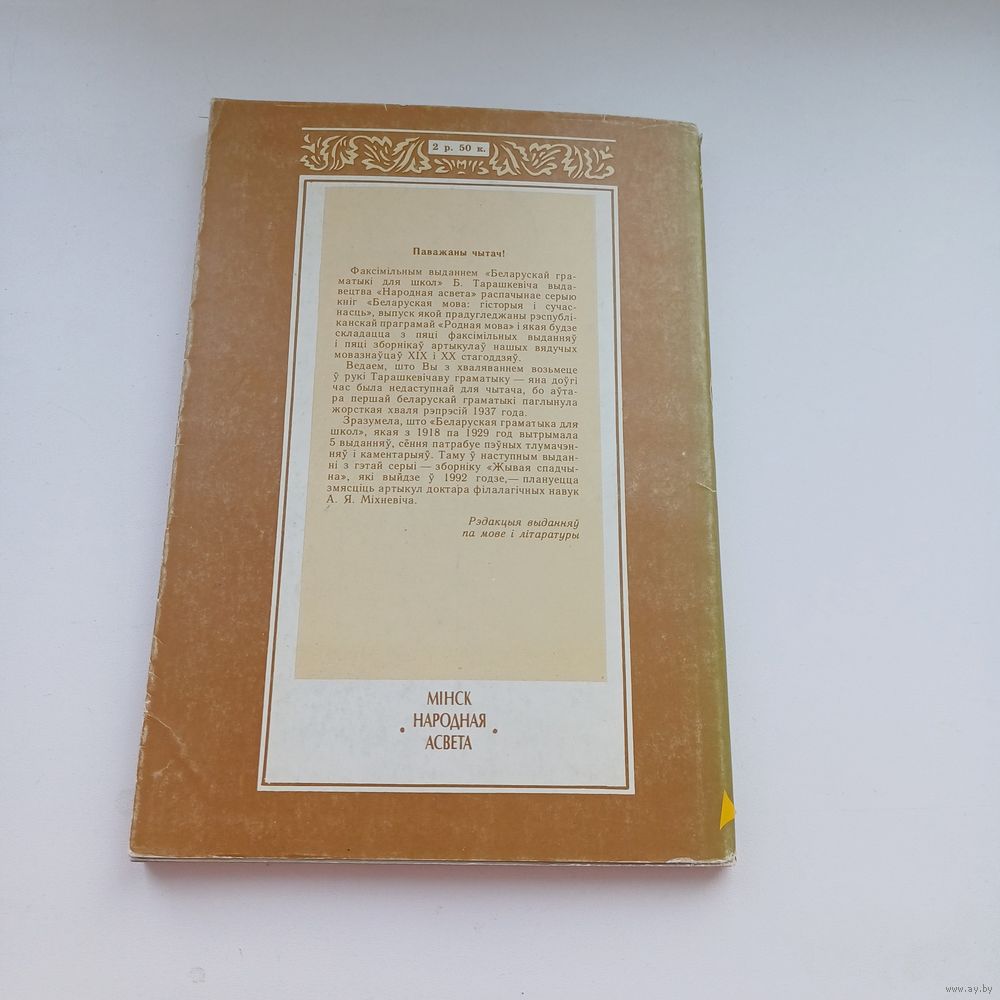 2 р. 50 к.
Паважаны чытач!
Факсімільным выданнем «Беларускай гра-
матыкі для школ» Б. Тарашкевіча выда-
вецтва «Народная асвета» распачынае серыю
кніг «Беларуская мова: гісторыя і сучас-
насць», выпуск якой прадугледжаны рэспублі-
канскай праграмай «Родная мова» і якая будзе
складацца з пяці факсімільных выданняў
і пяці зборнікаў артыкулаў нашых вядучых
мовазнаўцаў XIX і XX стагоддзяў.
Ведаем, што Вы з хваляваннем возьмеце
ў рукі Тарашкевічаву граматыку — яна доўгі
час была недаступнай для чытача, бо аўта-
ра першай беларускай граматыкі паглынула
жорсткая хваля рэпрэсій 1937 года.
Зразумела, што «Беларуская граматыка для
школ», якая з 1918 па 1929 год вытрымала
5 выданняў, сёння патрабуе пэўных тлумачэн-
няў і каментарыяў. Таму ў наступным выдан-
ні з гэтай серыі — зборніку «Жывая спадчы-
на», які выйдзе ў 1992 годзе,— плануецца
змясціць артыкул доктара філалагічных навук
А. Я. Міхневіча.
Рэдакцыя выданняў
па мове і літаратуры
МІНСК
• НАРОДНАЯ •
АСВЕТА
www.ay.by